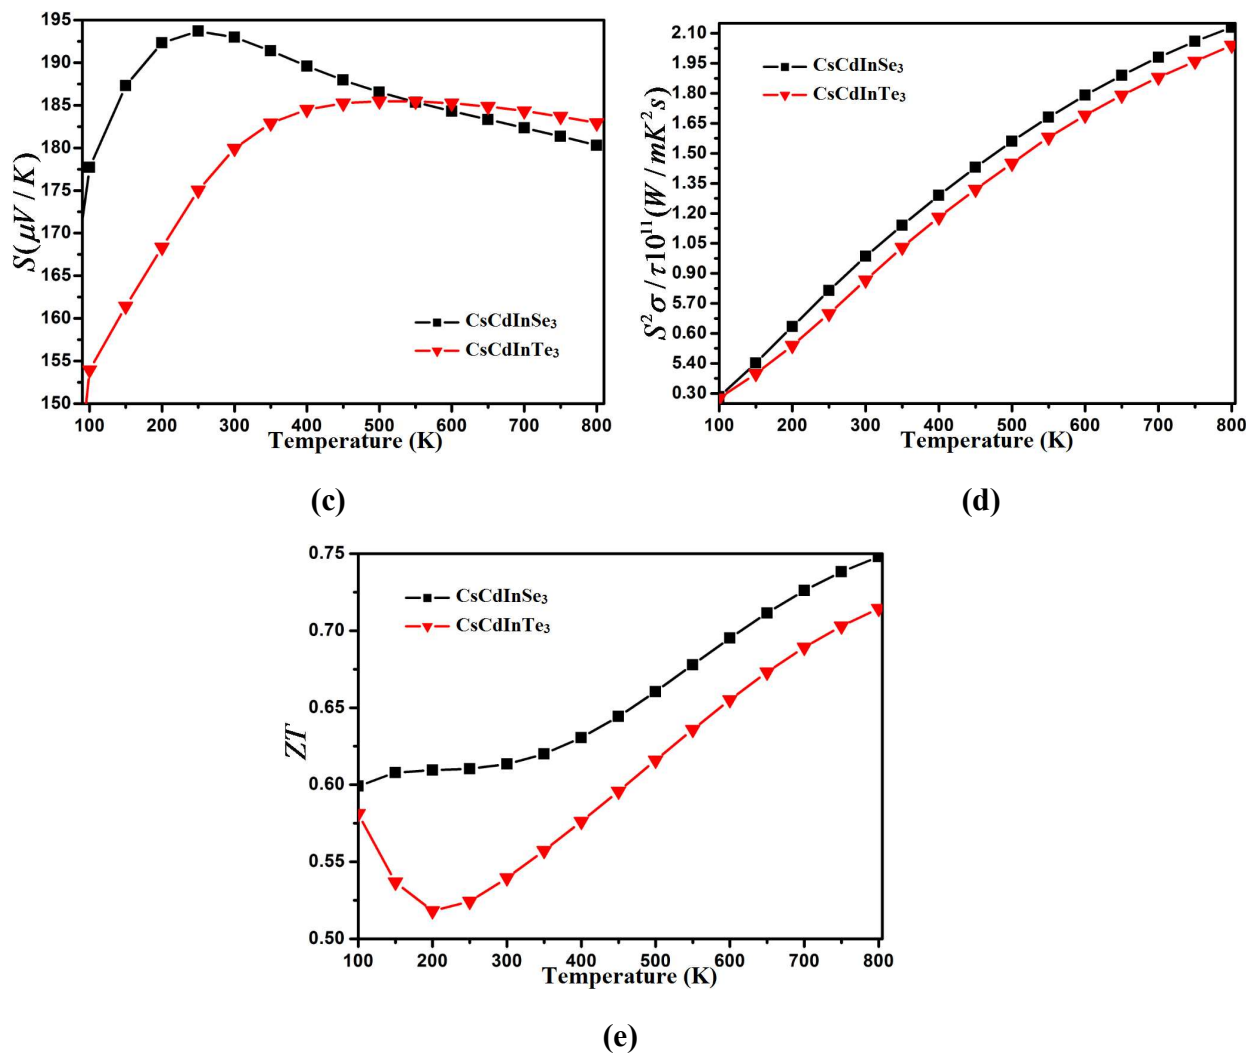 195
190
185
180
175
170
165
160
155
150
S(μV/K)
CsCdInSe₃
CsCdInTe₃
100 200 300 400 500 600 700 800
Temperature (K)
(c)
2.10
1.95
1.80
1.65
1.50
1.35
1.20
1.05
0.90
5.70
0.60
5.40
0.30
S²σ/τ10¹¹(W/mK²s)
CsCdInSe₃
CsCdInTe₃
100 200 300 400 500 600 700 800
Temperature (K)
(d)
0.75
0.70
0.65
0.60
0.55
0.50
ZT
CsCdInSe₃
CsCdInTe₃
100 200 300 400 500 600 700 800
Temperature (K)
(e)